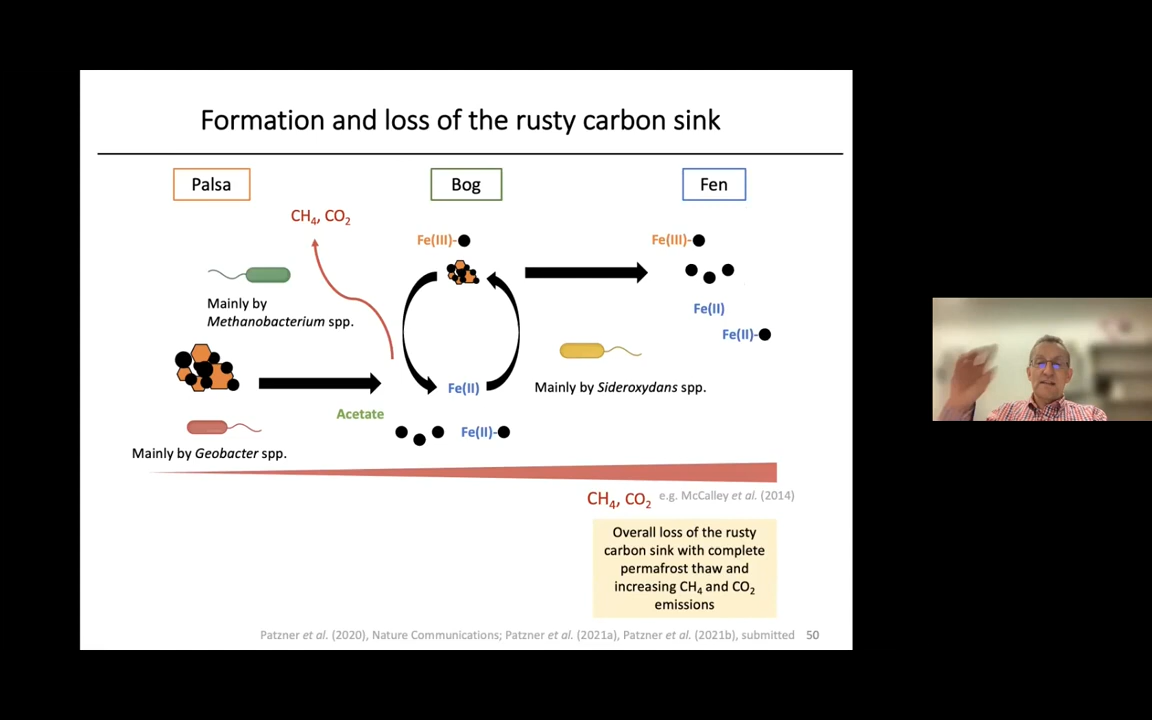 Formation and loss of the rusty carbon sink
Palsa
Bog
Fen
CH4, CO2
Fe(III)-
Fe(III)-
Mainly by
Methanobacterium spp.
Fe(II)
Fe(II)-
Fe(II)
Mainly by Sideroxydans spp.
Acetate
Fe(II)-
Mainly by Geobacter spp.
CH4, CO2 e.g. McCalley et al. (2014)
Overall loss of the rusty
carbon sink with complete
permafrost thaw and
increasing CH4 and CO2
emissions
Patzner et al. (2020), Nature Communications; Patzner et al. (2021a), Patzner et al. (2021b), submitted 50